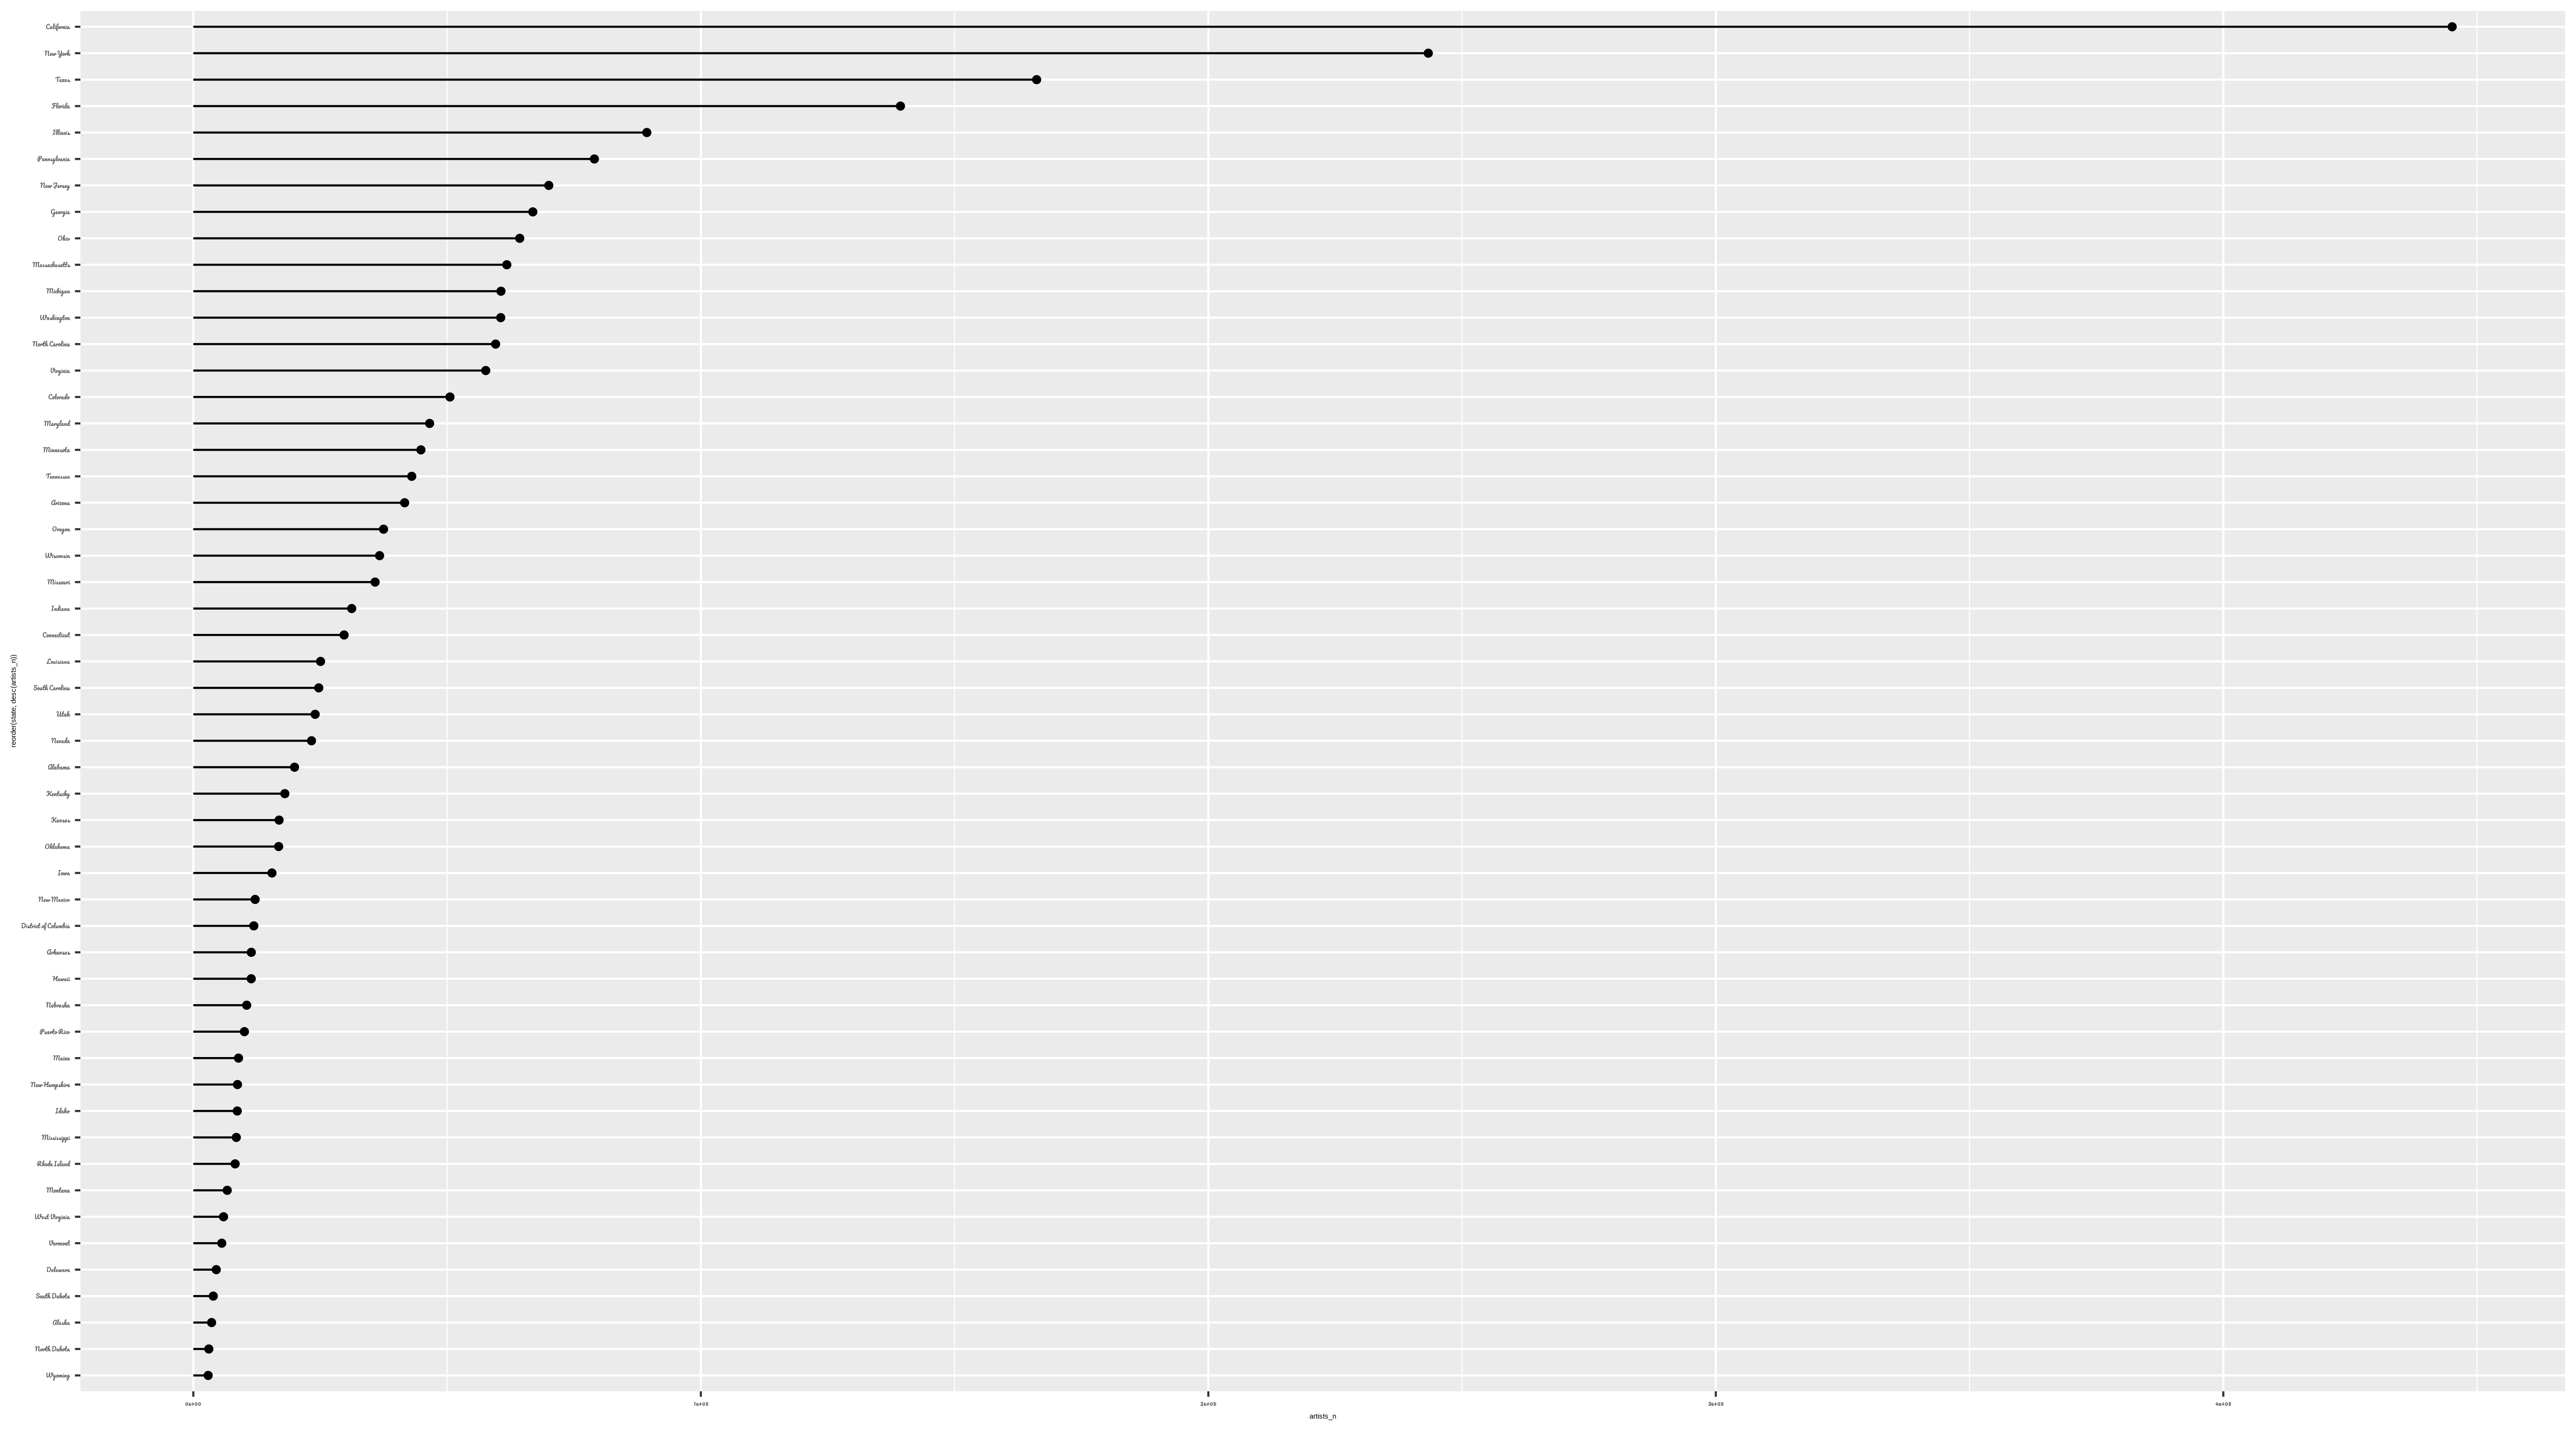 California
New York
Texas
Florida
Illinois
Pennsylvania
New Jersey
Georgia
Ohio
Massachusetts
Michigan
Washington
North Carolina
Virginia
Colorado
Maryland
Minnesota
Tennessee
Arizona
Oregon
Wisconsin
Missouri
Indiana
Connecticut
Louisiana
South Carolina
Utah
Nevada
Alabama
Kentucky
Kansas
Oklahoma
Iowa
New Mexico
District of Columbia
Arkansas
Hawaii
Nebraska
Puerto Rico
Maine
New Hampshire
Idaho
Mississippi
Rhode Island
Montana
West Virginia
Vermont
Delaware
South Dakota
Alaska
North Dakota
Wyoming
reorder(state, desc(artists_n))
0e+00 1e+05 2e+05 3e+05 4e+05
artists_n